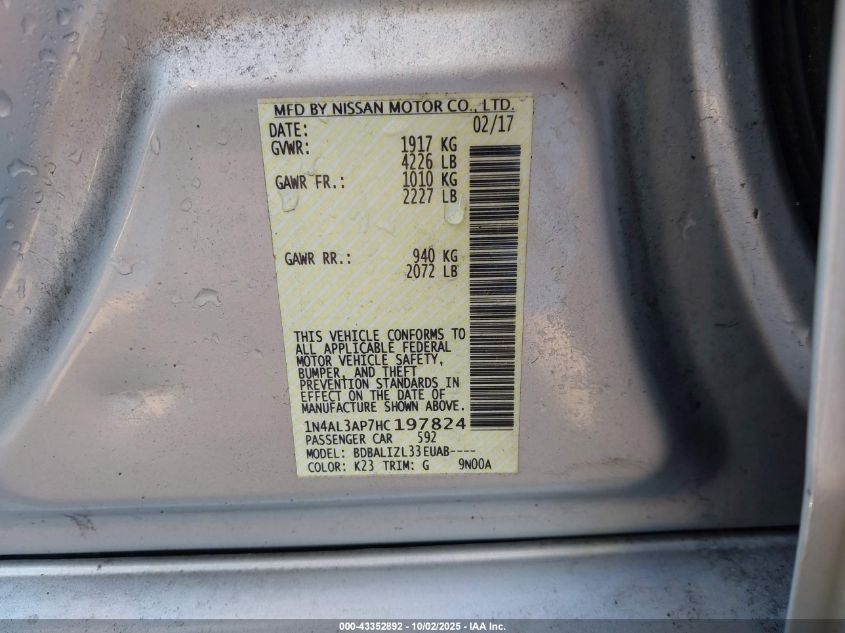 MFD BY NISSAN MOTOR CO., LTD.
DATE: 02/17
GVWR: 1917 KG
4226 LB
GAWR FR.: 1010 KG
2227 LB
GAWR RR.: 940 KG
2072 LB
THIS VEHICLE CONFORMS TO
ALL APPLICABLE FEDERAL
MOTOR VEHICLE SAFETY,
BUMPER, AND THEFT
PREVENTION STANDARDS IN
EFFECT ON THE DATE OF
MANUFACTURE SHOWN ABOVE.
1N4AL3AP7HC197824
PASSENGER CAR 592
MODEL: BDBALIZL33EUAB----
COLOR: K23 TRIM: G 9N00A
000-43352892 - 10/02/2025 - IAA Inc.